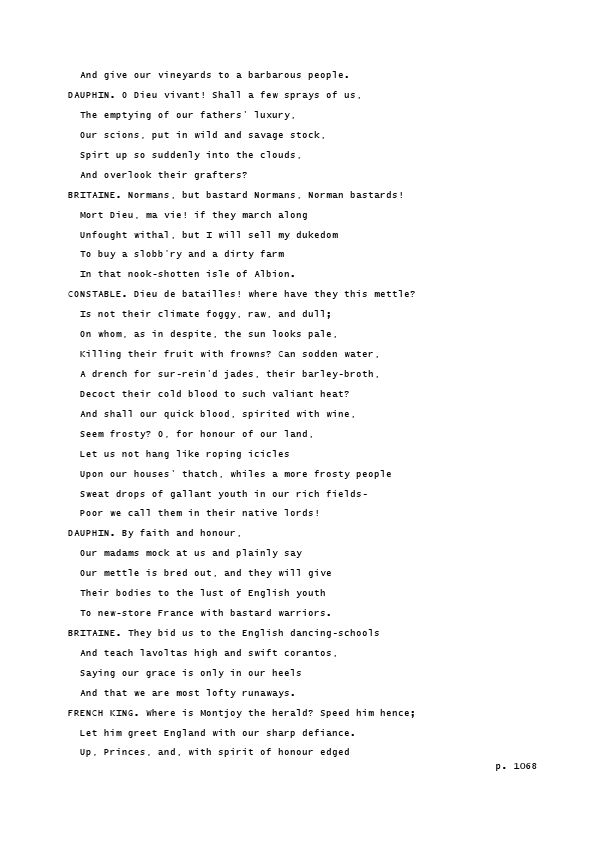 And give our vineyards to a barbarous people.
DAUPHIN. O Dieu vivant! Shall a few sprays of us,
The emptying of our fathers' luxury,
Our scions, put in wild and savage stock,
Spirt up so suddenly into the clouds,
And overlook their grafters?
BRITAINE. Normans, but bastard Normans, Norman bastards!
Mort Dieu, ma vie! if they march along
Unfought withal, but I will sell my dukedom
To buy a slobb'ry and a dirty farm
In that nook-shotten isle of Albion.
CONSTABLE. Dieu de batailles! where have they this mettle?
Is not their climate foggy, raw, and dull;
On whom, as in despite, the sun looks pale,
Killing their fruit with frowns? Can sodden water,
A drench for sur-rein'd jades, their barley-broth,
Decoct their cold blood to such valiant heat?
And shall our quick blood, spirited with wine,
Seem frosty? O, for honour of our land,
Let us not hang like roping icicles
Upon our houses' thatch, whiles a more frosty people
Sweat drops of gallant youth in our rich fields-
Poor we call them in their native lords!
DAUPHIN. By faith and honour,
Our madams mock at us and plainly say
Our mettle is bred out, and they will give
Their bodies to the lust of English youth
To new-store France with bastard warriors.
BRITAINE. They bid us to the English dancing-schools
And teach lavoltas high and swift corantos,
Saying our grace is only in our heels
And that we are most lofty runaways.
FRENCH KING. Where is Montjoy the herald? Speed him hence;
Let him greet England with our sharp defiance.
Up, Princes, and, with spirit of honour edged
p. 1068